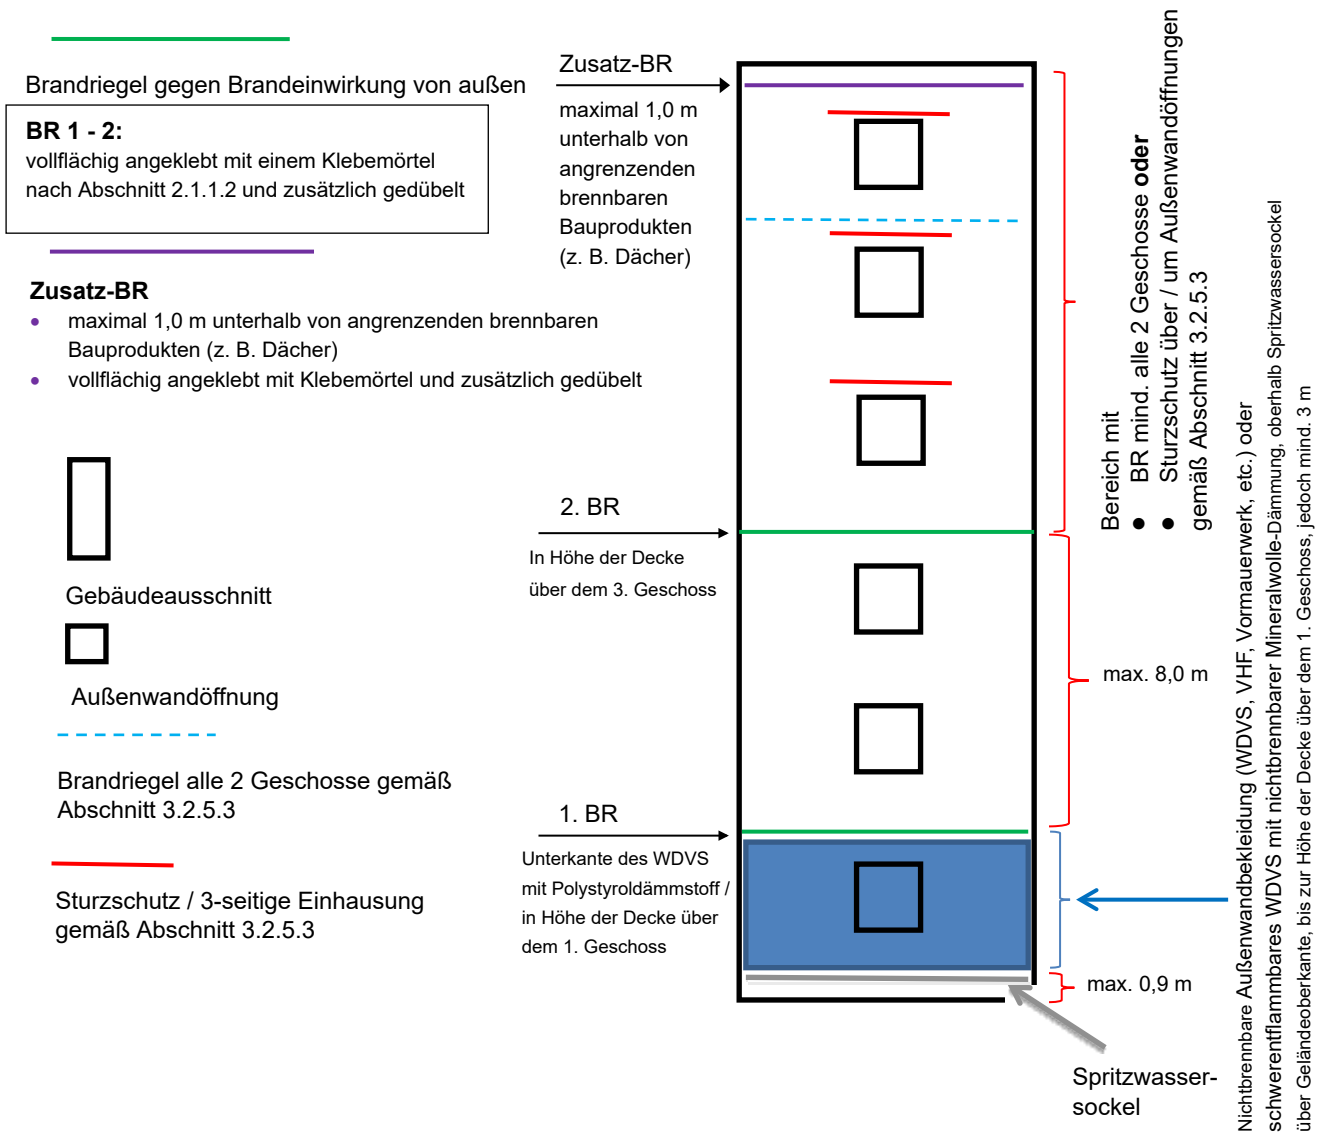 Brandriegel gegen Brandeinwirkung von außen
BR 1 - 2:
vollflächig angeklebt mit einem Klebemörtel
nach Abschnitt 2.1.1.2 und zusätzlich gedübelt
Zusatz-BR
• maximal 1,0 m unterhalb von angrenzenden brennbaren
Bauprodukten (z. B. Dächer)
• vollflächig angeklebt mit Klebemörtel und zusätzlich gedübelt
Gebäudeausschnitt
Außenwandöffnung
Brandriegel alle 2 Geschosse gemäß
Abschnitt 3.2.5.3
Sturzschutz / 3-seitige Einhausung
gemäß Abschnitt 3.2.5.3
Zusatz-BR
maximal 1,0 m
unterhalb von
angrenzenden
brennbaren
Bauprodukten
(z. B. Dächer)
2. BR
In Höhe der Decke
über dem 3. Geschoss
1. BR
Unterkante des WDVS
mit Polystyroldämmstoff /
in Höhe der Decke über
dem 1. Geschoss
Bereich mit
● BR mind. alle 2 Geschosse oder
● Sturzschutz über / um Außenwandöffnungen
gemäß Abschnitt 3.2.5.3
max. 8,0 m
max. 0,9 m
Spritzwasser-
sockel
Nichtbrennbare Außenwandbekleidung (WDVS, VHF, Vormauerwerk, etc.) oder
schwerentflammbares WDVS mit nichtbrennbarer Mineralwolle-Dämmung, oberhalb Spritzwassersockel
über Geländeoberkante, bis zur Höhe der Decke über dem 1. Geschoss, jedoch mind. 3 m